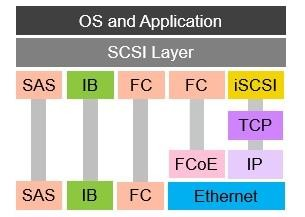 OS and Application
SCSI Layer
SAS IB FC FC iSCSI
TCP
FCoE IP
SAS IB FC Ethernet